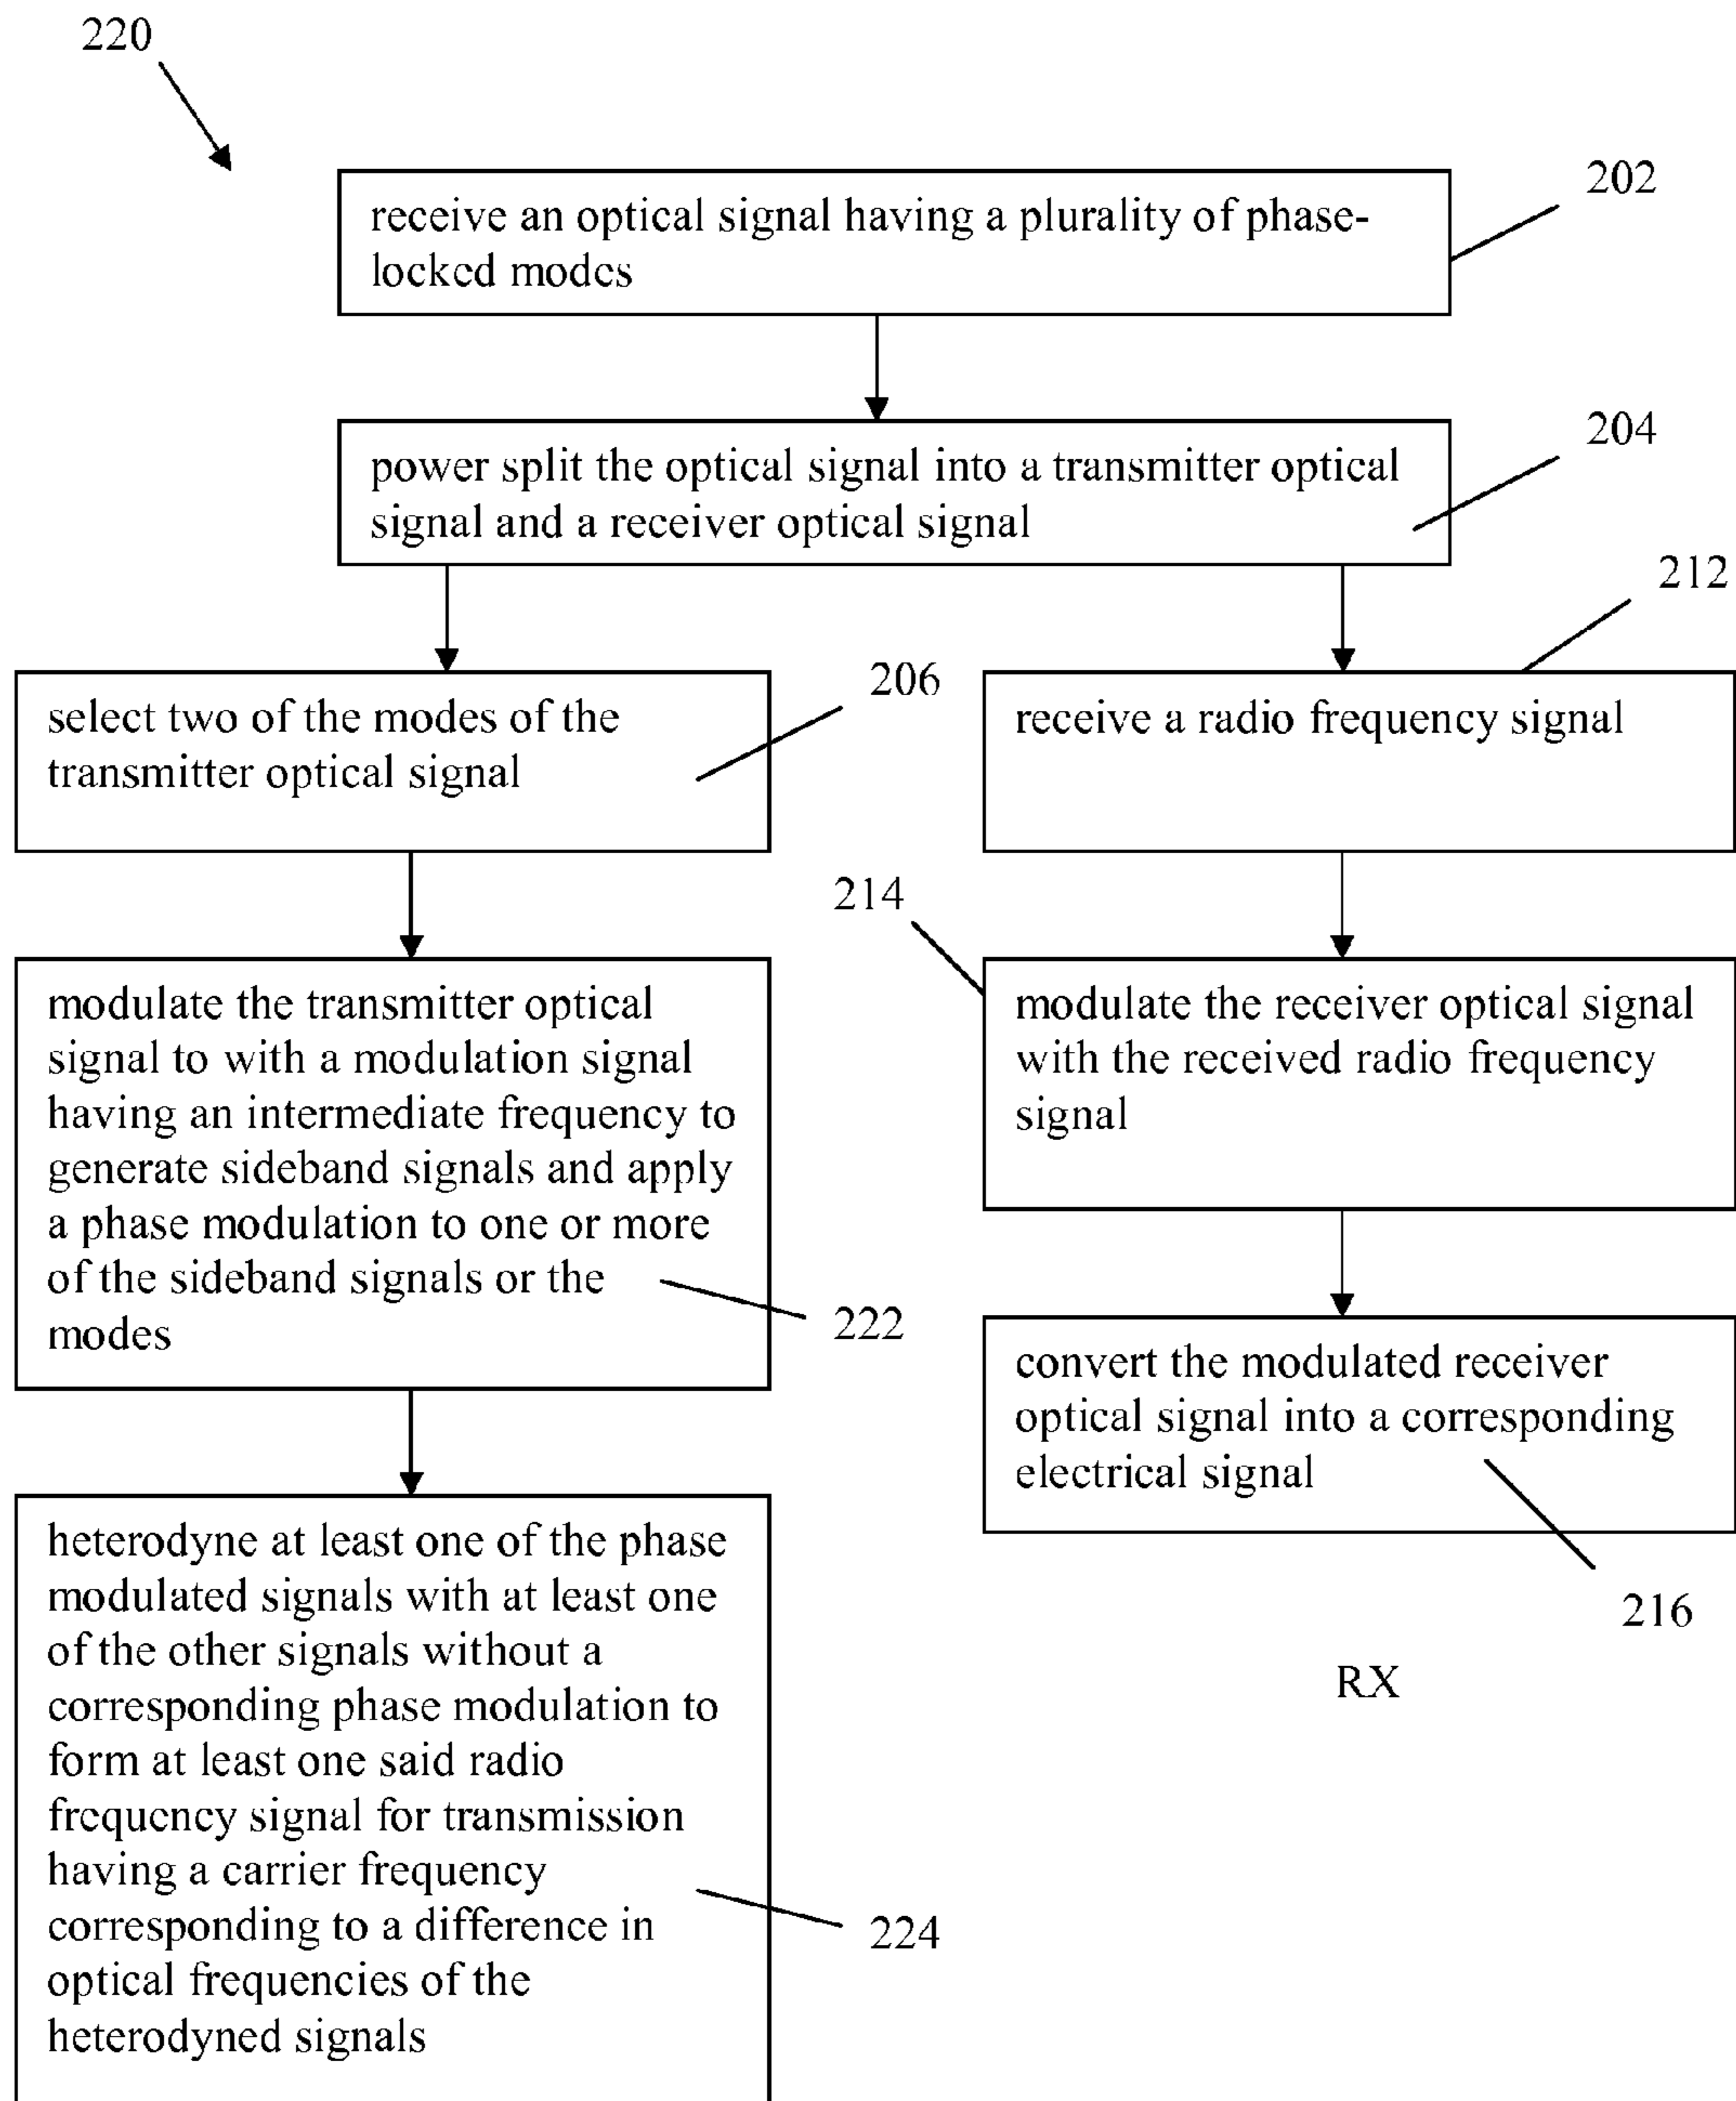 220
202
receive an optical signal having a plurality of phase-
locked modes
204
power split the optical signal into a transmitter optical
signal and a receiver optical signal
206
select two of the modes of the
transmitter optical signal
212
receive a radio frequency signal
modulate the transmitter optical
signal to with a modulation signal
having an intermediate frequency to
generate sideband signals and apply
a phase modulation to one or more
of the sideband signals or the
modes
222
214
modulate the receiver optical signal
with the received radio frequency
signal
convert the modulated receiver
optical signal into a corresponding
electrical signal
216
RX
heterodyne at least one of the phase
modulated signals with at least one
of the other signals without a
corresponding phase modulation to
form at least one said radio
frequency signal for transmission
having a carrier frequency
corresponding to a difference in
optical frequencies of the
heterodyned signals
224